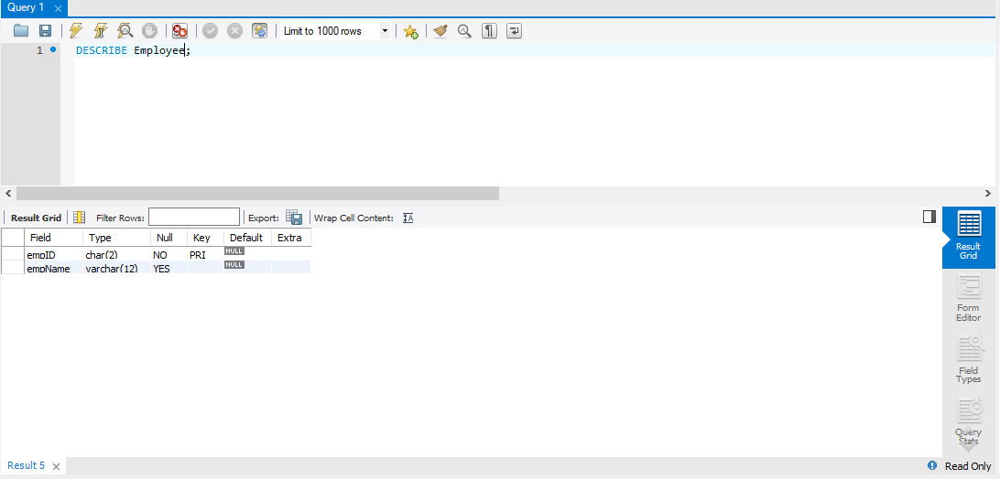 Query 1
Limit to 1000 rows
1 DESCRIBE Employee;
Result Grid Filter Rows: Export: Wrap Cell Content:
Field Type Null Key Default Extra
empID char(2) NO PRI NULL
empName varchar(12) YES NULL
Result
Grid
Form
Editor
Field
Types
Query
Stats
Result 5 Read Only